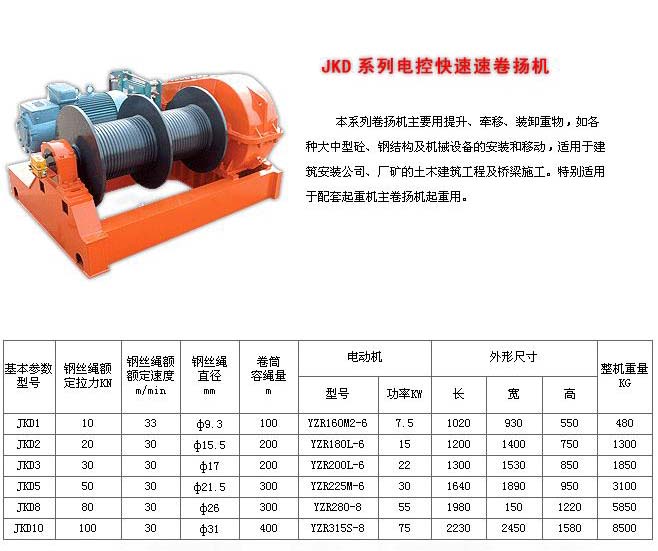 JKD 系列电控快速速卷扬机
本系列卷扬机主要用提升、牵移、装卸重物,如各
种大中型砼、钢结构及机械设备的安装和移动,适用于建
筑安装公司、厂矿的土木建筑工程及桥梁施工。特别适用
于配套起重机主卷扬机起重用。
基本参数 型号 钢丝绳额定拉力KN 钢丝绳额额定速度 m/min 钢丝绳直径 mm 卷筒容绳量 m 电动机 外形尺寸 整机重量 KG
型号 功率KW 长 宽 高
JKD1 10 33 φ9.3 100 YZR160M2-6 7.5 1020 930 550 480
JKD2 20 30 φ15.5 200 YZR180L-6 15 1200 1400 750 1300
JKD3 30 30 φ17 200 YZR200L-6 22 1300 1530 850 1850
JKD5 50 30 φ21.5 300 YZR225M-6 30 1640 1890 950 3100
JKD8 80 30 φ26 300 YZR280-8 55 1980 150 1220 5850
JKD10 100 30 φ31 400 YZR315S-8 75 2230 2450 1580 8500